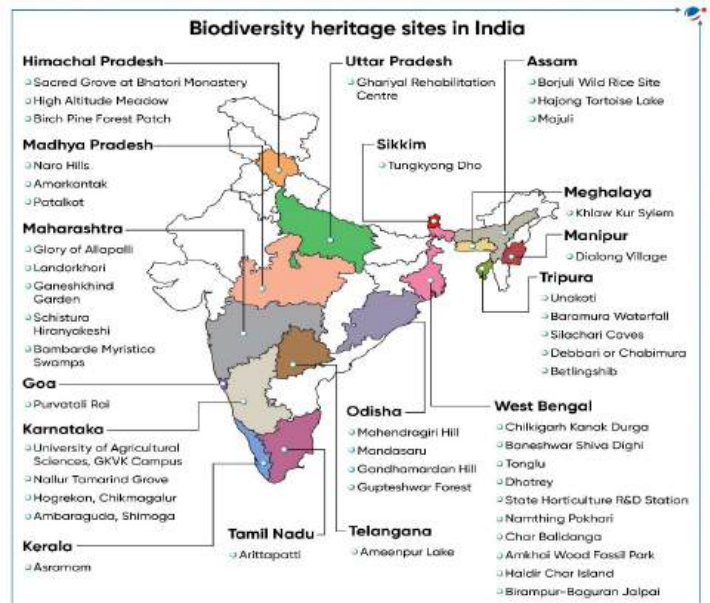 Biodiversity heritage sites in India
Himachal Pradesh
Sacred Grove at Bhatori Monastery
High Altitude Meadow
Birch Pine Forest Patch
Madhya Pradesh
Naro Hills
Amarkantak
Patalkot
Maharashtra
Glory of Allapalli
Landorkhori
Ganeshkhind
Garden
Schistura
Hiranyakeshi
Bambarde Myristica
Swamps
Goa
Purvatali Rai
Karnataka
University of Agricultural
Sciences, GKVK Campus
Nallur Tamarind Grove
Hogrekan, Chikmagalur
Ambaraguda, Shimoga
Kerala
Asramam
Uttar Pradesh
Ghariyal Rehabilitation
Centre
Sikkim
Tungkyong Dho
Assam
Borjuli Wild Rice Site
Hajong Tortoise Lake
Majuli
Meghalaya
Khlaw Kur Syiem
Manipur
Dialong Village
Tripura
Unakoti
Baramura Waterfall
Silachari Caves
Debbari or Chabimura
Betlingshib
Odisha
Mahendragiri Hill
Mandasaru
Gandhamardan Hill
Gupteshwar Forest
West Bengal
Chilkigarh Kanak Durga
Baneshwar Shiva Dighi
Tonglu
Dhotrey
State Horticulture R&D Station
Namthing Pokhari
Char Balidanga
Amkhoi Wood Fossil Park
Haldir Char Island
Birampur-Baguran Jalpai
Tamil Nadu
Arittapatti
Telangana
Ameenpur Lake